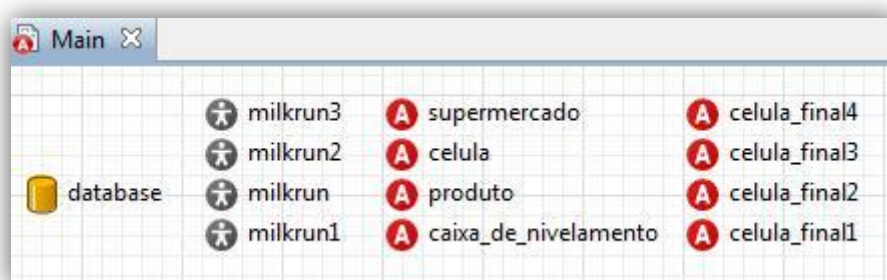 Main
milkrun3 supermercado celula_final4
milkrun2 celula celula_final3
database milkrun produto celula_final2
milkrun1 caixa_de_nivelamento celula_final1